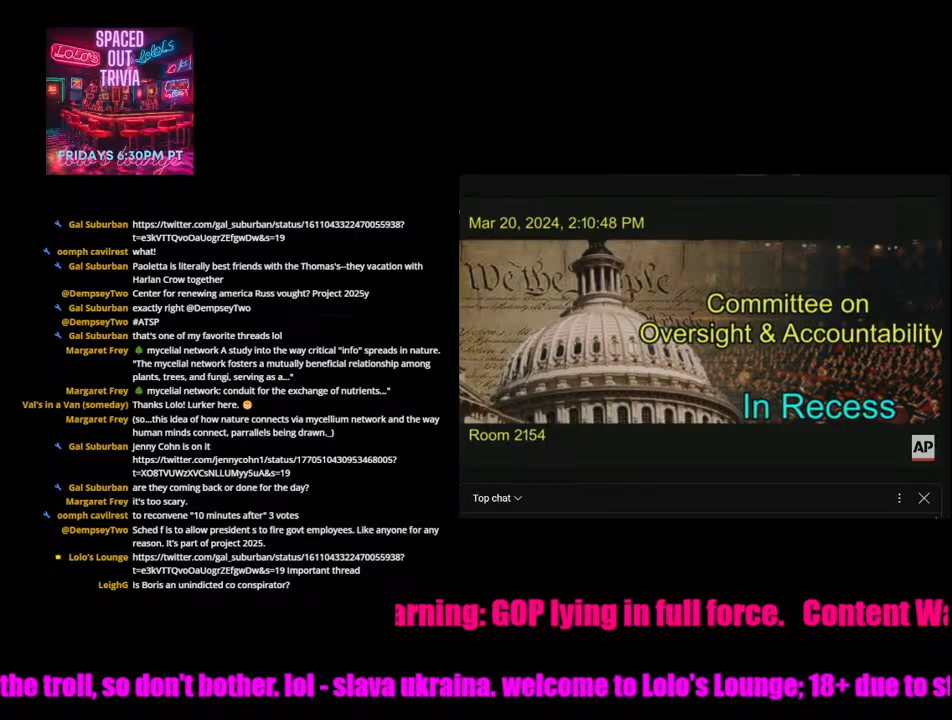 SPACED
OUT
TRIVIA
LOLO'S
LOLO'S
FRIDAYS 6:30PM PT
lolo's lounge
Gal Suburban https://twitter.com/gal_suburban/status/1611043322470055938?
t=e3kVTTQvoOaUogrZEfgwDw&s=19
oomph cavilrest what!
Gal Suburban Paoletta is literally best friends with the Thomas's--they vacation with
Harlan Crow together
@DempseyTwo Center for renewing america Russ vought? Project 2025y
Gal Suburban exactly right @DempseyTwo
@DempseyTwo #ATSP
Gal Suburban that's one of my favorite threads lol
Margaret Frey 🌲 mycelial network A study into the way critical "info" spreads in nature.
"The mycelial network fosters a mutually beneficial relationship among
plants, trees, and fungi, serving as a..."
Margaret Frey 🌲 mycelial network: conduit for the exchange of nutrients..."
Val's in a Van (someday) Thanks Lolo! Lurker here. 😊
Margaret Frey (so...this idea of how nature connects via mycellium network and the way
human minds connect, parrallels being drawn._)
Gal Suburban Jenny Cohn is on it
https://twitter.com/jennycohn1/status/1770510430953468005?
t=XO8TVUWzXVCsNLLUMyy5uA&s=19
Gal Suburban are they coming back or done for the day?
Margaret Frey it's too scary.
oomph cavilrest to reconvene "10 minutes after" 3 votes
@DempseyTwo Sched f is to allow president s to fire govt employees. Like anyone for any
reason. It's part of project 2025.
Lolo's Lounge https://twitter.com/gal_suburban/status/1611043322470055938?
t=e3kVTTQvoOaUogrZEfgwDw&s=19 Important thread
LeighG Is Boris an unindicted co conspirator?
Mar 20, 2024, 2:10:48 PM
We the People
Committee on
Oversight & Accountability
In Recess
Room 2154
AP
Top chat
arning: GOP lying in full force. Content Wa
the troll, so don't bother. lol - slava ukraina. welcome to Lolo's Lounge; 18+ due to s